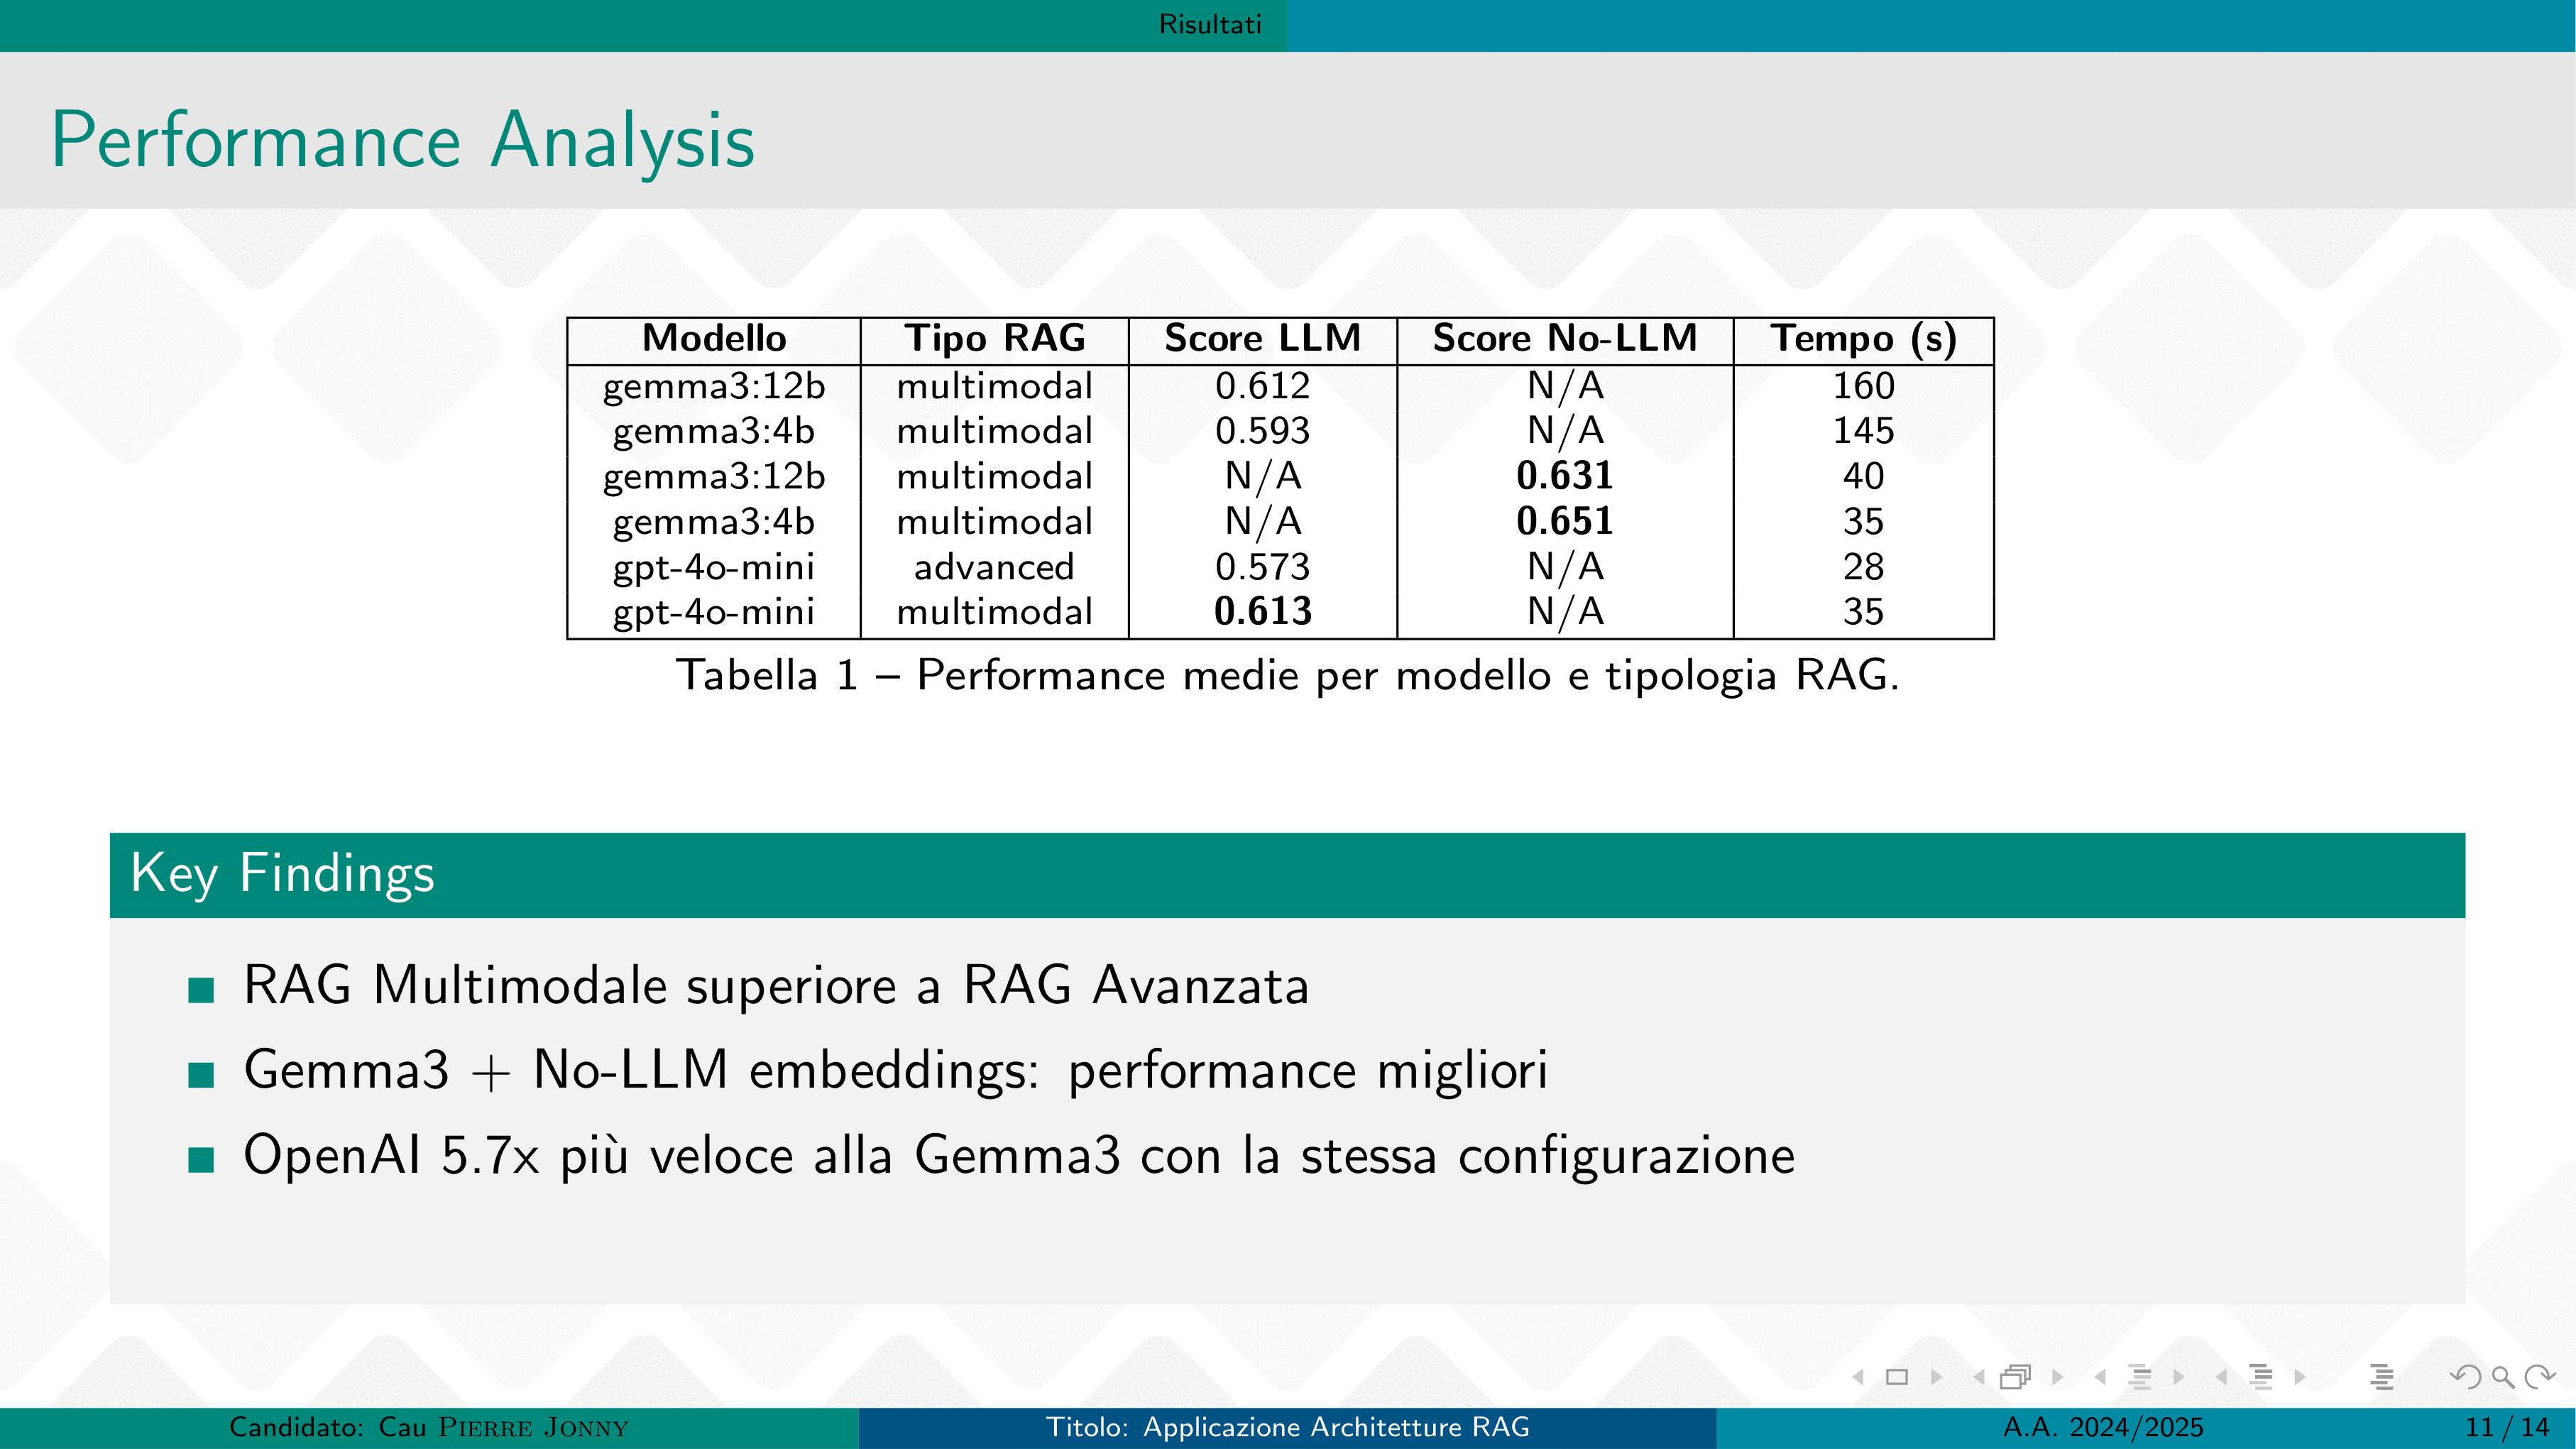 Risultati
Performance Analysis
Modello Tipo RAG Score LLM Score No-LLM Tempo (s)
gemma3:12b multimodal 0.612 N/A 160
gemma3:4b multimodal 0.593 N/A 145
gemma3:12b multimodal N/A 0.631 40
gemma3:4b multimodal N/A 0.651 35
gpt-4o-mini advanced 0.573 N/A 28
gpt-4o-mini multimodal 0.613 N/A 35
Tabella 1 – Performance medie per modello e tipologia RAG.
Key Findings
RAG Multimodale superiore a RAG Avanzata
Gemma3 + No-LLM embeddings: performance migliori
OpenAI 5.7x più veloce alla Gemma3 con la stessa configurazione
Candidato: Cau Pierre Jonny Titolo: Applicazione Architetture RAG A.A. 2024/2025 11 / 14